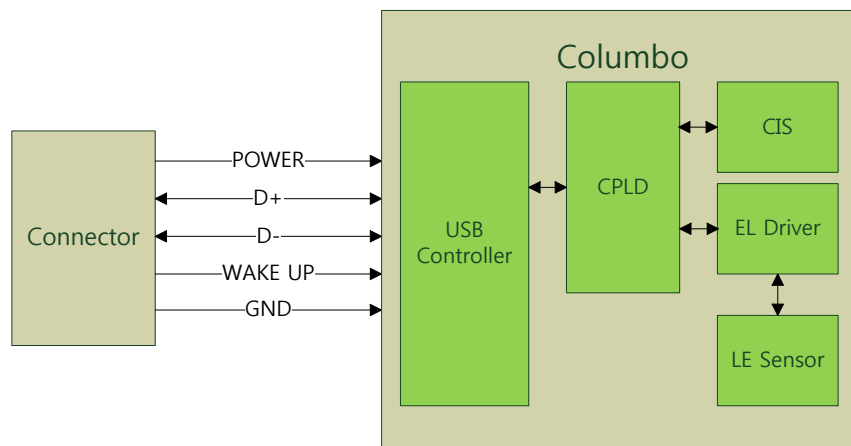 Columbo
Connector
POWER
D+
D-
WAKE UP
GND
USB
Controller
CPLD
CIS
EL Driver
LE Sensor